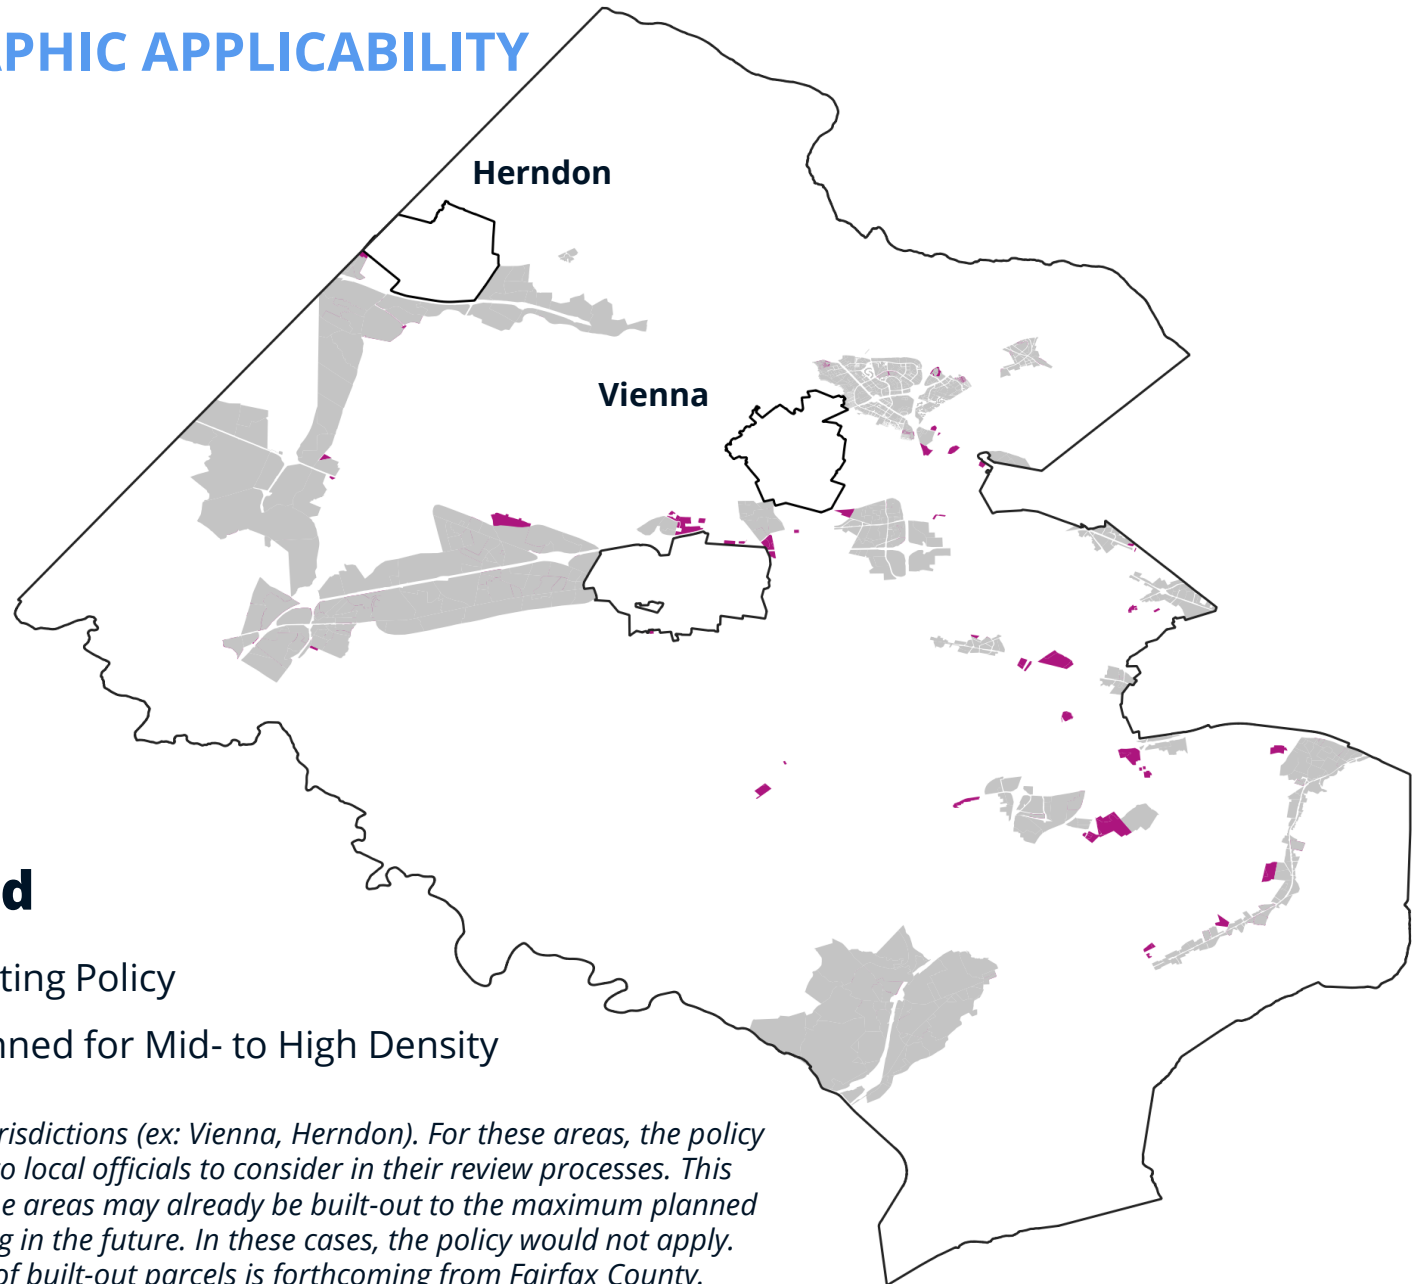 PHIC APPLICABILITY
Herndon
Vienna
d
ting Policy
nned for Mid- to High Density
risdictions (ex: Vienna, Herndon). For these areas, the policy
to local officials to consider in their review processes. This
e areas may already be built-out to the maximum planned
g in the future. In these cases, the policy would not apply.
of built-out parcels is forthcoming from Fairfax County.